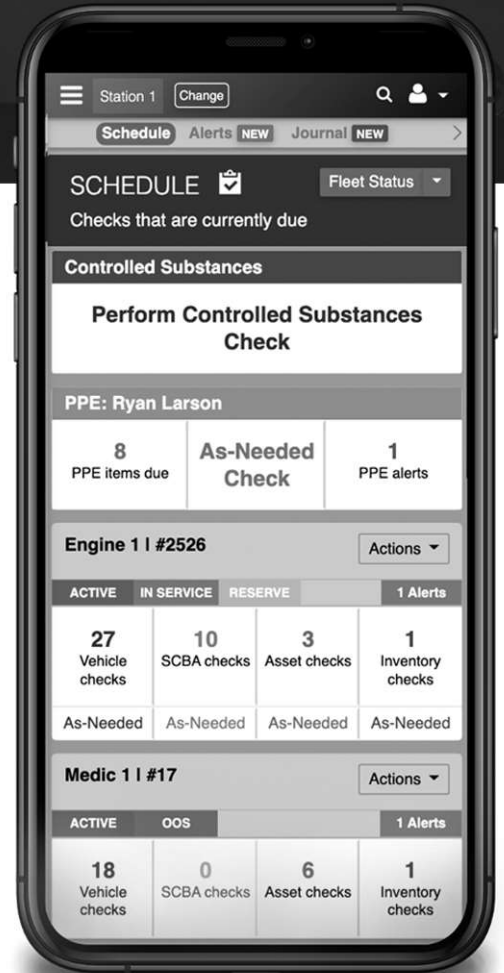 Station 1 Change
Schedule Alerts NEW Journal NEW
SCHEDULE Fleet Status
Checks that are currently due
Controlled Substances
Perform Controlled Substances
Check
PPE: Ryan Larson
8 As-Needed 1
PPE items due Check PPE alerts
Engine 1 | #2526 Actions
ACTIVE IN SERVICE RESERVE 1 Alerts
27 10 3 1
Vehicle SCBA checks Asset checks Inventory
checks checks
As-Needed As-Needed As-Needed As-Needed
Medic 1 | #17 Actions
ACTIVE OOS 1 Alerts
18 0 6 1
Vehicle SCBA checks Asset checks Inventory
checks checks